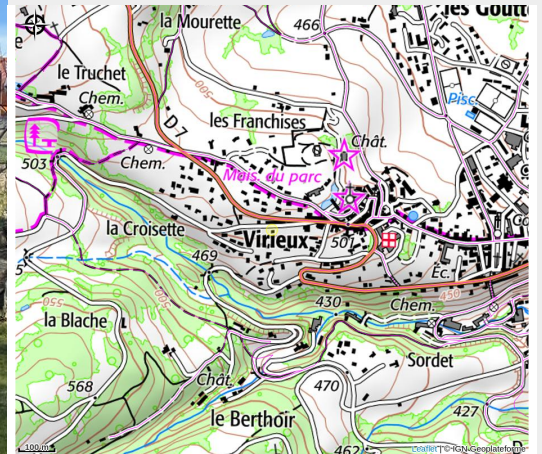 la Mourette
466
les Goutte
le Truchet
Chem.
500
Pisc.
D 7
les Franchises
Chât.
503
Chem.
Mais. du parc
la Croisette
Virieux
501
469
Éc.
550
500
430
Chem.
450
la Blache
Sordet
Chât.
568
470
427
le Berthoir
462
100 m
Leaflet | © IGN-Geoplateforme